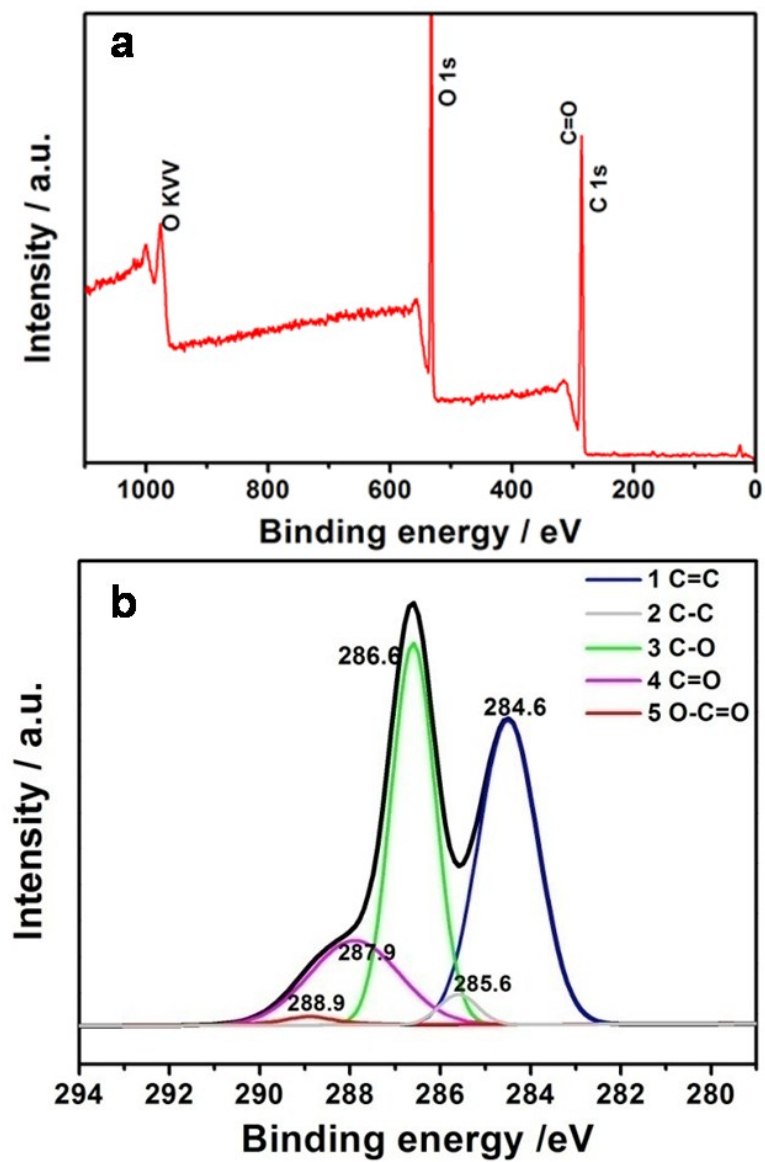 a
O 1s
C=O
C 1s
O KVV
Intensity / a.u.
1000 800 600 400 200 0
Binding energy / eV
b
1 C=C
2 C-C
3 C-O
4 C=O
5 O-C=O
286.6
284.6
287.9
285.6
288.9
Intensity / a.u.
294 292 290 288 286 284 282 280
Binding energy /eV